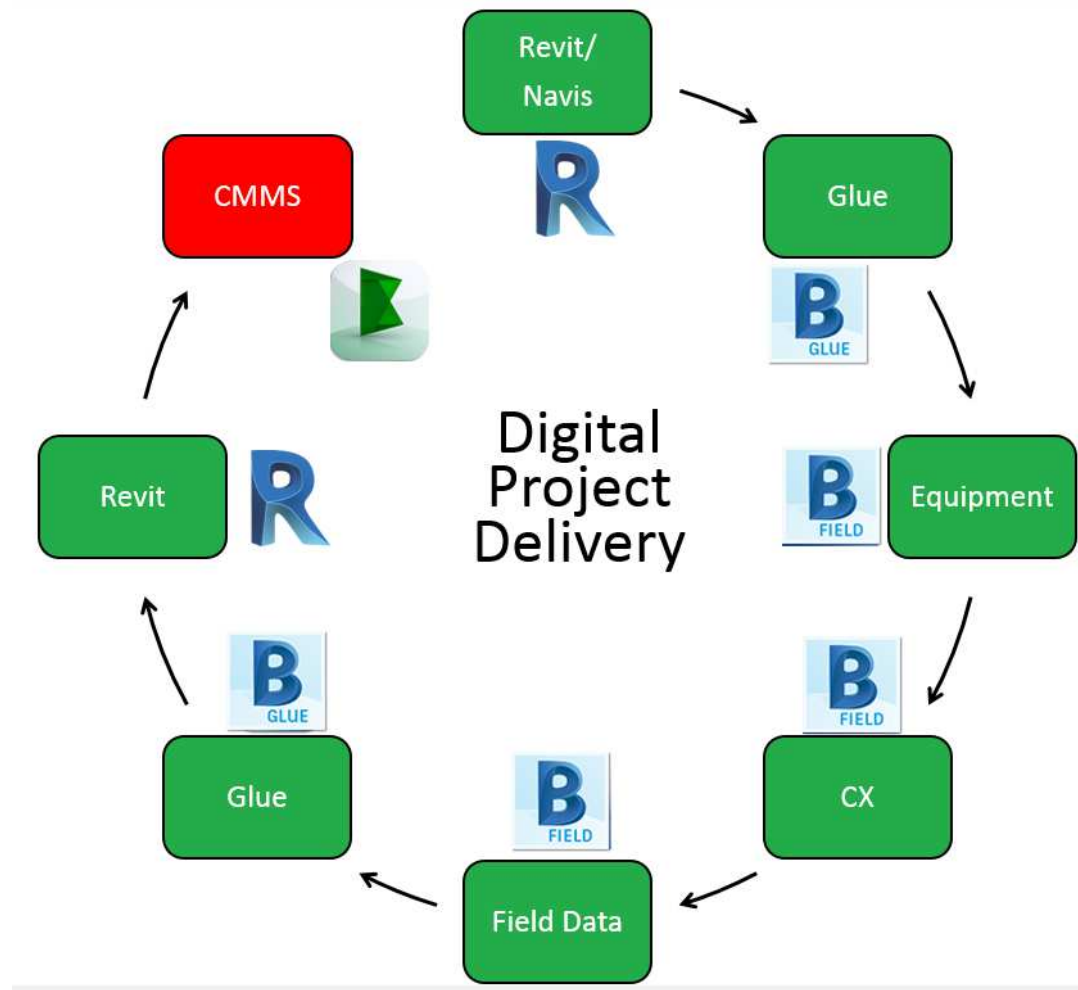 Revit/
Navis
CMMS
Glue
B
GLUE
Digital
Project
Delivery
Revit
R
B
FIELD
Equipment
R
B
GLUE
B
FIELD
Glue
B
FIELD
CX
Field Data